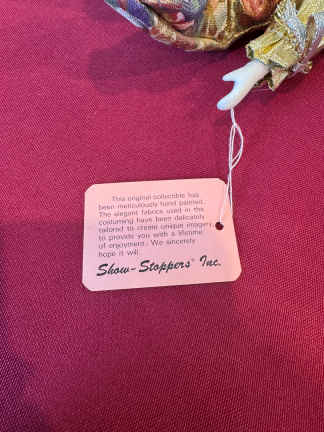 This original collectible has
been meticulously hand painted.
The elegant fabrics used in the
costuming have been delicately
tailored to create unique imagery
to provide you with a lifetime
of enjoyment. We sincerely
hope it will.
Show-Stoppers® Inc.